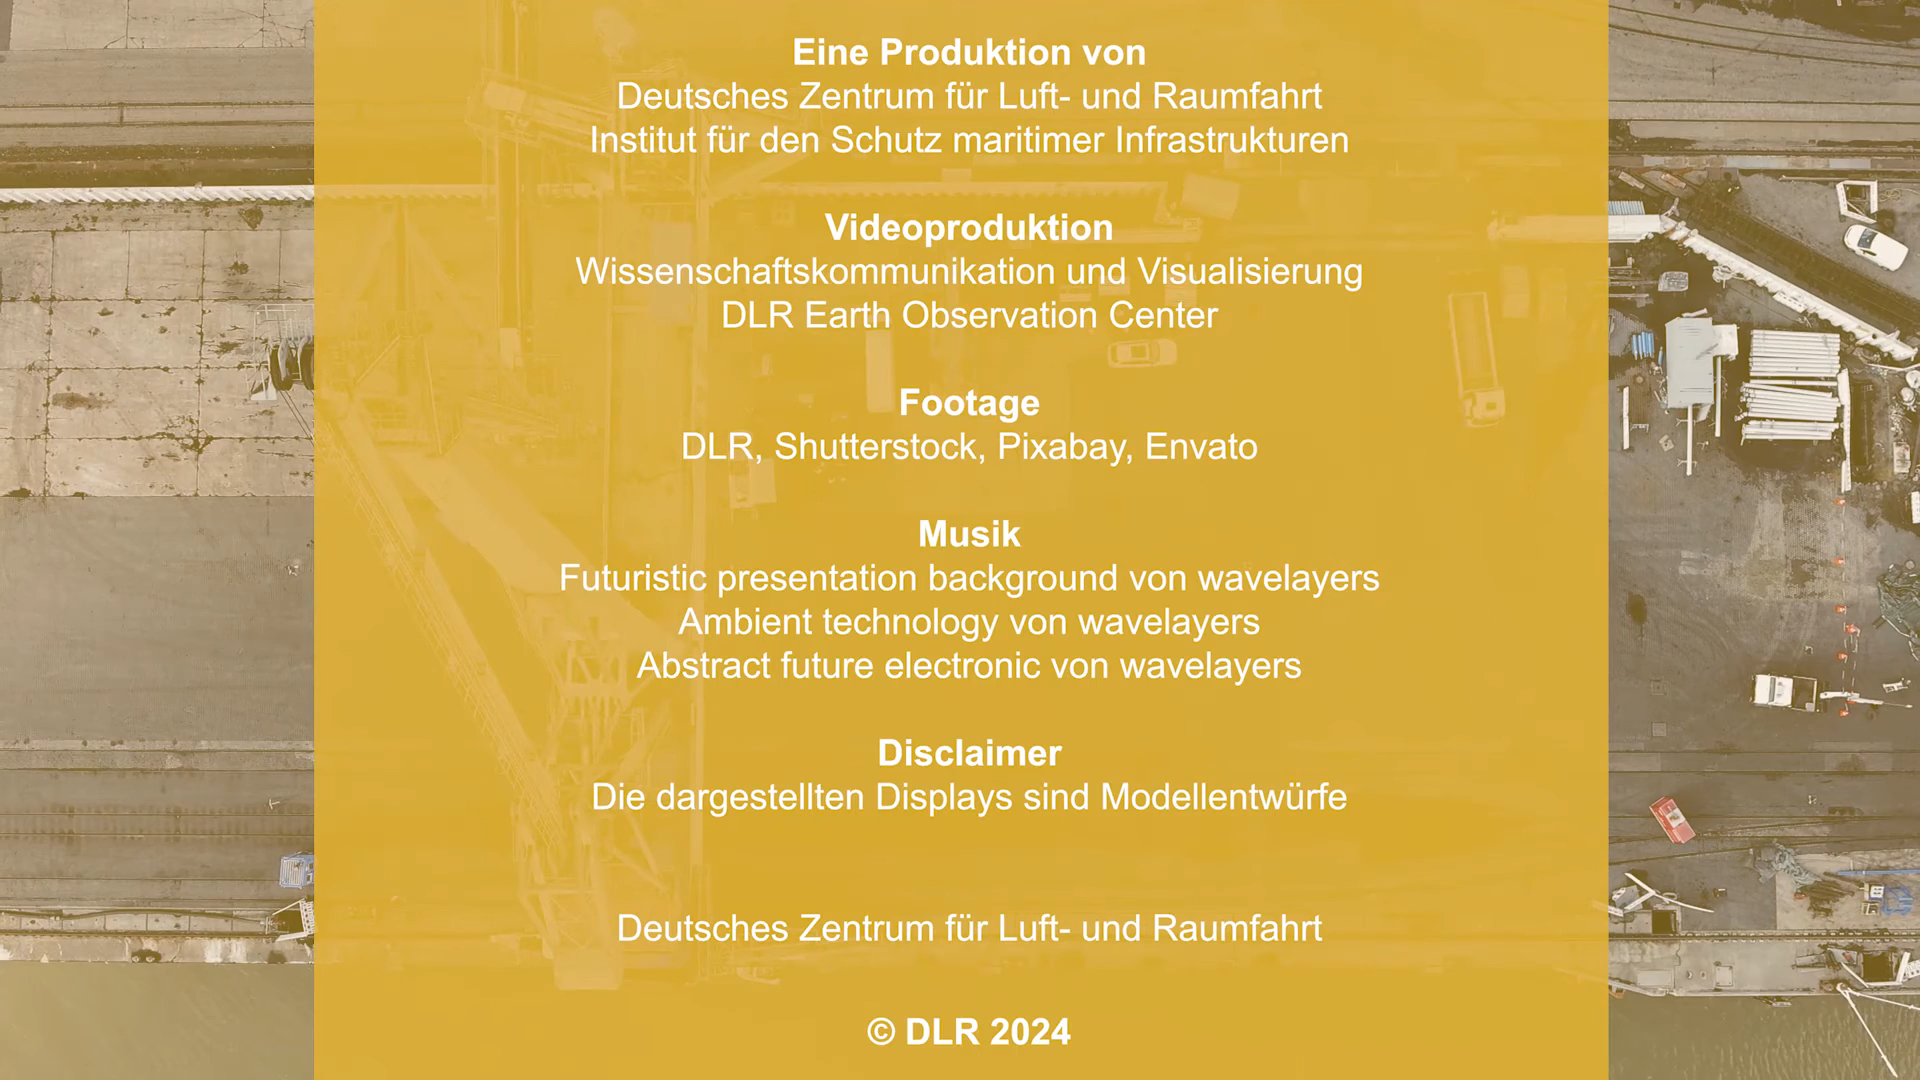 Eine Produktion von
Deutsches Zentrum für Luft- und Raumfahrt
Institut für den Schutz maritimer Infrastrukturen
Videoproduktion
Wissenschaftskommunikation und Visualisierung
DLR Earth Observation Center
Footage
DLR, Shutterstock, Pixabay, Envato
Musik
Futuristic presentation background von wavelayers
Ambient technology von wavelayers
Abstract future electronic von wavelayers
Disclaimer
Die dargestellten Displays sind Modellentwürfe
Deutsches Zentrum für Luft- und Raumfahrt
© DLR 2024